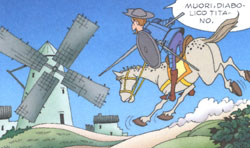 MUORI, DIABO-
LICO TITA-
NO.